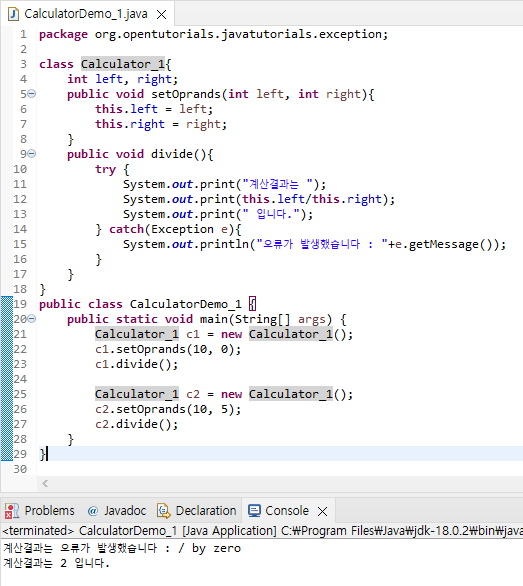 CalculatorDemo_1.java
1 package org.opentutorials.javatutorials.exception;
2
3 class Calculator_1{
4 int left, right;
5 public void setOprands(int left, int right){
6 this.left = left;
7 this.right = right;
8 }
9 public void divide(){
10 try {
11 System.out.print("계산결과는 ");
12 System.out.print(this.left/this.right);
13 System.out.print(" 입니다.");
14 } catch(Exception e){
15 System.out.println("오류가 발생했습니다 : "+e.getMessage());
16 }
17 }
18 }
19 public class CalculatorDemo_1 {
20 public static void main(String[] args) {
21 Calculator_1 c1 = new Calculator_1();
22 c1.setOprands(10, 0);
23 c1.divide();
24
25 Calculator_1 c2 = new Calculator_1();
26 c2.setOprands(10, 5);
27 c2.divide();
28 }
29 }
30
Problems @ Javadoc Declaration Console
<terminated> CalculatorDemo_1 [Java Application] C:₩Program Files₩Java₩jdk-18.0.2₩bin₩java
계산결과는 오류가 발생했습니다 : / by zero
계산결과는 2 입니다.